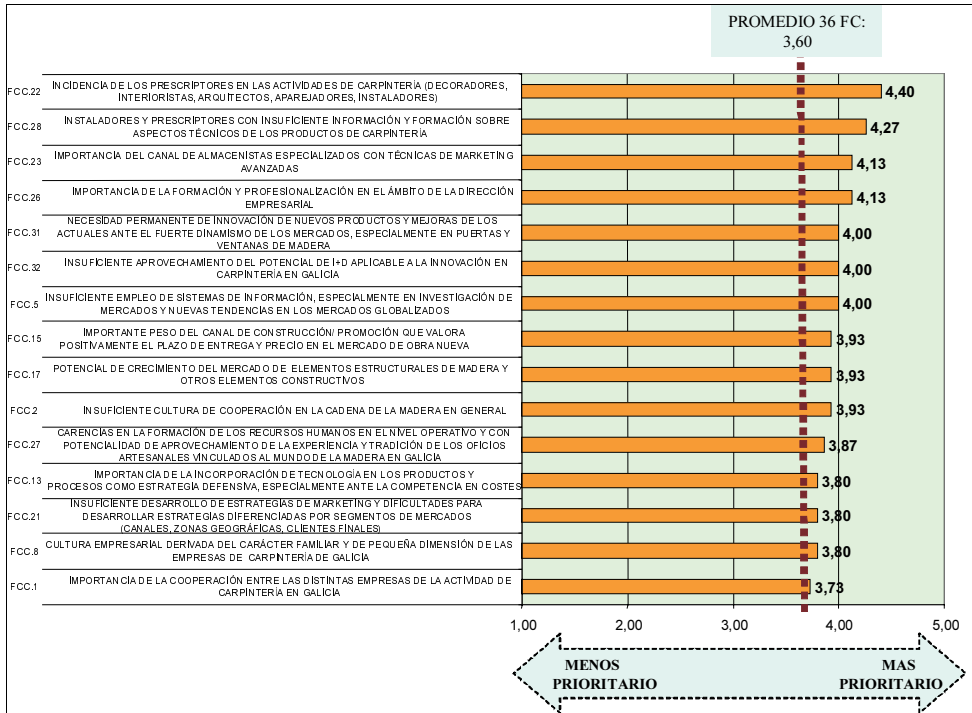 PROMEDIO 36 FC:
3,60
FCC.22
INCIDENCIA DE LOS PRESCRIPTORES EN LAS ACTIVIDADES DE CARPINTERÍA (DECORADORES,
INTERIORISTAS, ARQUITECTOS, APAREJADORES, INSTALADORES)
4,40
FCC.28
INSTALADORES Y PRESCRIPTORES CON INSUFICIENTE INFORMACIÓN Y FORMACIÓN SOBRE
ASPECTOS TÉCNICOS DE LOS PRODUCTOS DE CARPINTERÍA
4,27
FCC.23
IMPORTANCIA DEL CANAL DE ALMACENISTAS ESPECIALIZADOS CON TÉCNICAS DE MARKETING
AVANZADAS
4,13
FCC.26
IMPORTANCIA DE LA FORMACIÓN Y PROFESIONALIZACIÓN EN EL ÁMBITO DE LA DIRECCIÓN
EMPRESARIAL
4,13
FCC.31
NECESIDAD PERMANENTE DE INNOVACIÓN DE NUEVOS PRODUCTOS Y MEJORAS DE LOS
ACTUALES ANTE EL FUERTE DINAMISMO DE LOS MERCADOS, ESPECIALMENTE EN PUERTAS Y
VENTANAS DE MADERA
4,00
FCC.32
INSUFICIENTE APROVECHAMIENTO DEL POTENCIAL DE I+D APLICABLE A LA INNOVACIÓN EN
CARPINTERÍA EN GALICIA
4,00
FCC.5
INSUFICIENTE EMPLEO DE SISTEMAS DE INFORMACIÓN, ESPECIALMENTE EN INVESTIGACIÓN DE
MERCADOS Y NUEVAS TENDENCIAS EN LOS MERCADOS GLOBALIZADOS
4,00
FCC.15
IMPORTANTE PESO DEL CANAL DE CONSTRUCCIÓN/ PROMOCIÓN QUE VALORA
POSITIVAMENTE EL PLAZO DE ENTREGA Y PRECIO EN EL MERCADO DE OBRA NUEVA
3,93
FCC.17
POTENCIAL DE CRECIMIENTO DEL MERCADO DE ELEMENTOS ESTRUCTURALES DE MADERA Y
OTROS ELEMENTOS CONSTRUCTIVOS
3,93
FCC.2
INSUFICIENTE CULTURA DE COOPERACIÓN EN LA CADENA DE LA MADERA EN GENERAL
3,93
FCC.27
CARENCIAS EN LA FORMACIÓN DE LOS RECURSOS HUMANOS EN EL NIVEL OPERATIVO Y CON
POTENCIALIDAD DE APROVECHAMIENTO DE LA EXPERIENCIA Y TRADICIÓN DE LOS OFICIOS
ARTESANALES VINCULADOS AL MUNDO DE LA MADERA EN GALICIA
3,87
FCC.13
IMPORTANCIA DE LA INCORPORACIÓN DE TECNOLOGÍA EN LOS PRODUCTOS Y
PROCESOS COMO ESTRATEGIA DEFENSIVA, ESPECIALMENTE ANTE LA COMPETENCIA EN COSTES
3,80
FCC.21
INSUFICIENTE DESARROLLO DE ESTRATEGIAS DE MARKETING Y DIFICULTADES PARA
DESARROLLAR ESTRATEGIAS DIFERENCIADAS POR SEGMENTOS DE MERCADOS
(CANALES, ZONAS GEOGRÁFICAS, CLIENTES FINALES)
3,80
FCC.8
CULTURA EMPRESARIAL DERIVADA DEL CARÁCTER FAMILIAR Y DE PEQUEÑA DIMENSIÓN DE LAS
EMPRESAS DE CARPINTERÍA DE GALICIA
3,80
FCC.1
IMPORTANCIA DE LA COOPERACIÓN ENTRE LAS DISTINTAS EMPRESAS DE LA ACTIVIDAD DE
CARPINTERÍA EN GALICIA
3,73
1,00 2,00 3,00 4,00 5,00
MENOS
PRIORITARIO
MAS
PRIORITARIO